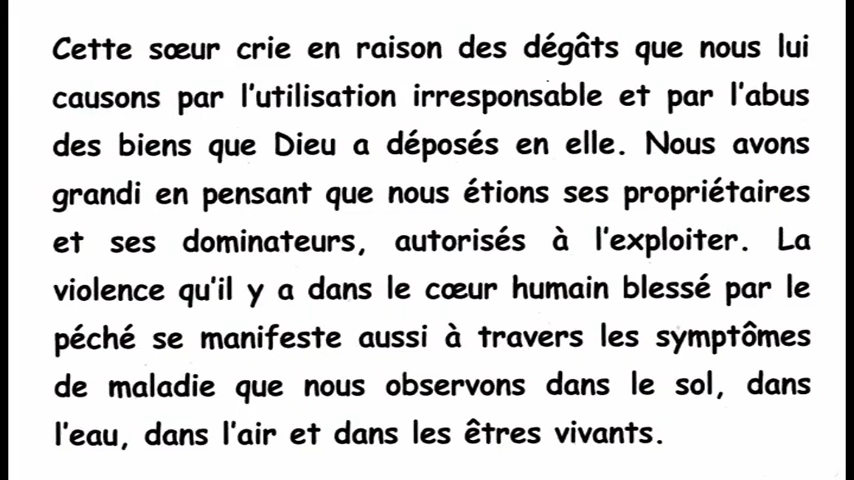 Cette sœur crie en raison des dégâts que nous lui
causons par l'utilisation irresponsable et par l'abus
des biens que Dieu a déposés en elle. Nous avons
grandi en pensant que nous étions ses propriétaires
et ses dominateurs, autorisés à l'exploiter. La
violence qu'il y a dans le cœur humain blessé par le
péché se manifeste aussi à travers les symptômes
de maladie que nous observons dans le sol, dans
l'eau, dans l'air et dans les êtres vivants.